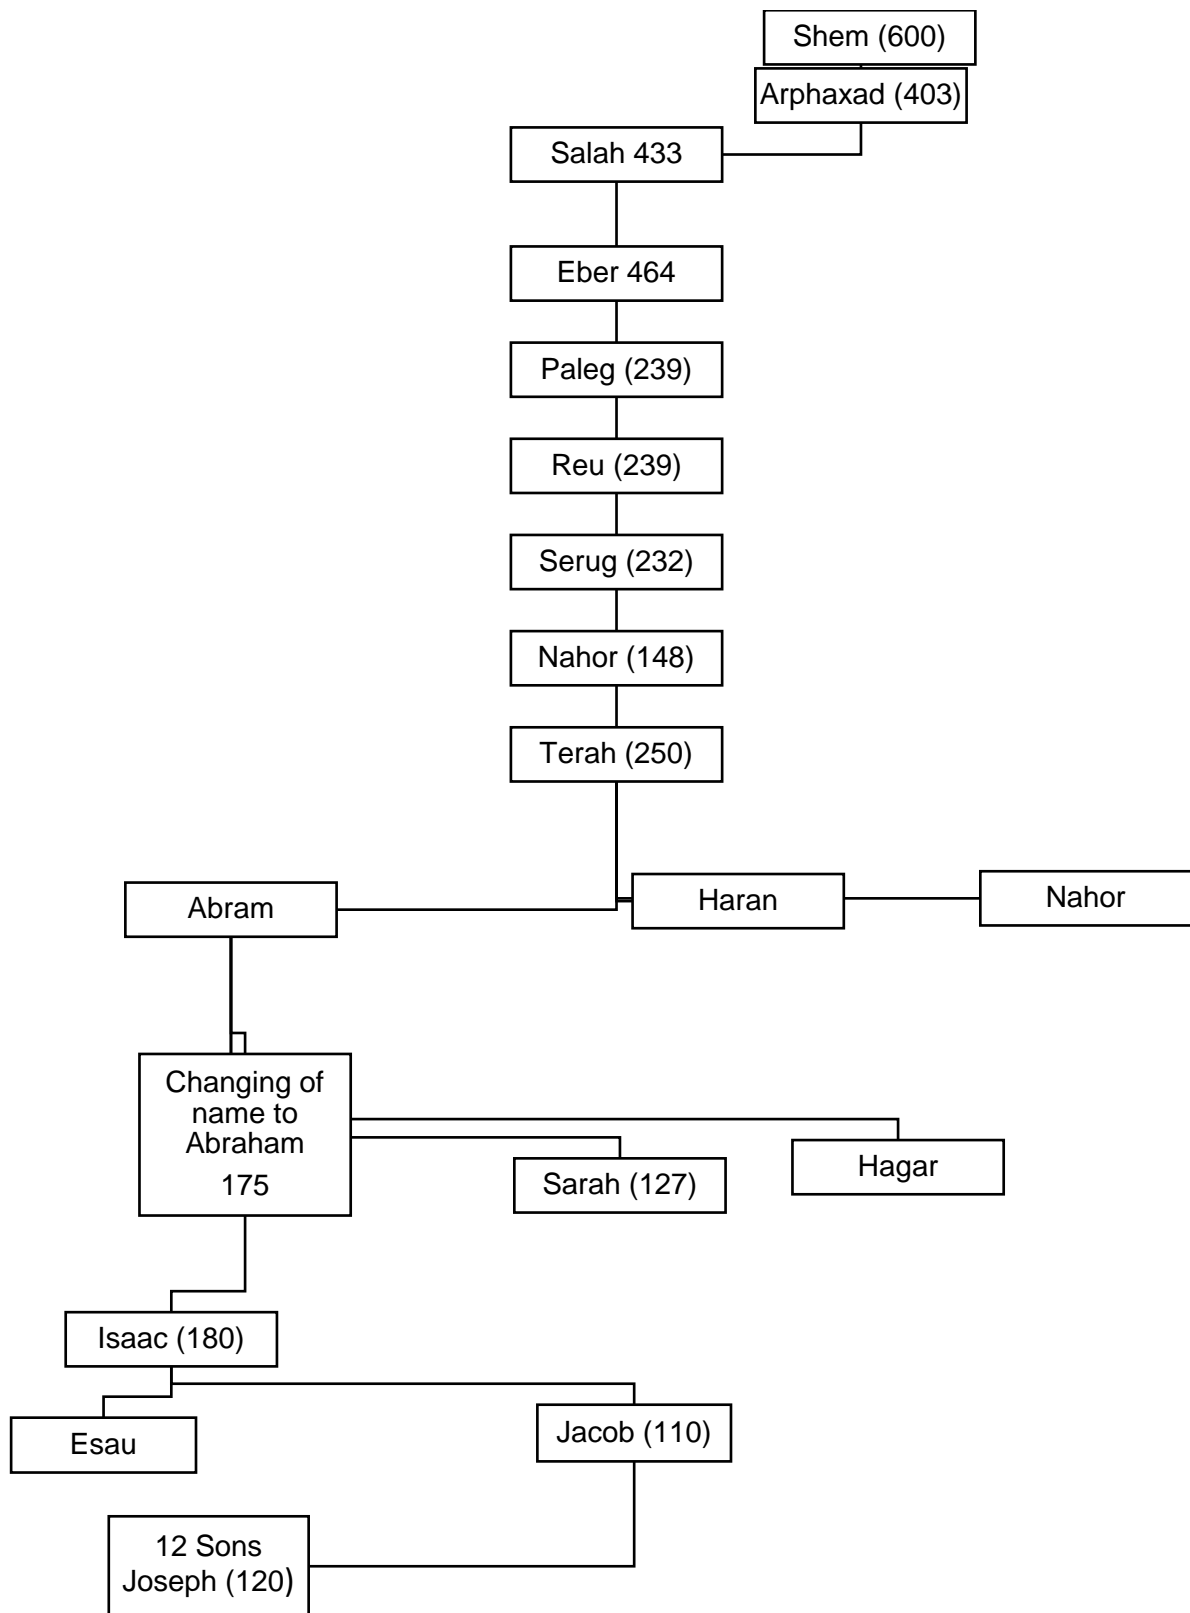 Shem (600)
Arphaxad (403)
Salah 433
Eber 464
Paleg (239)
Reu (239)
Serug (232)
Nahor (148)
Terah (250)
Abram
Haran
Nahor
Changing of
name to
Abraham
175
Sarah (127)
Hagar
Isaac (180)
Esau
Jacob (110)
12 Sons
Joseph (120)